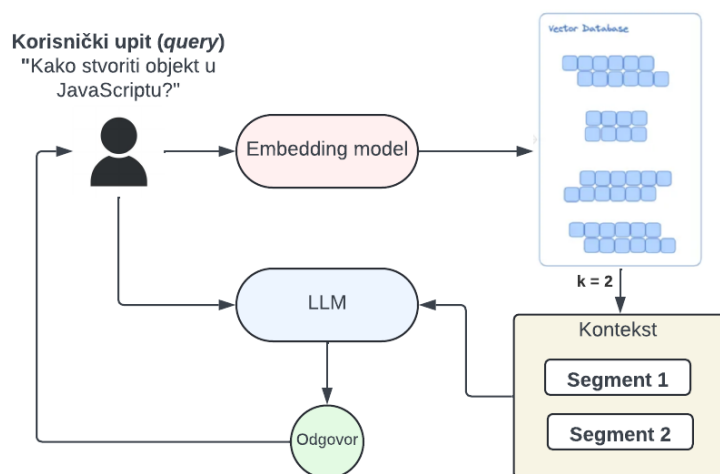 Korisnički upit (query)
"Kako stvoriti objekt u
JavaScriptu?"
Embedding model
Vector Database
k = 2
LLM
Kontekst
Segment 1
Segment 2
Odgovor